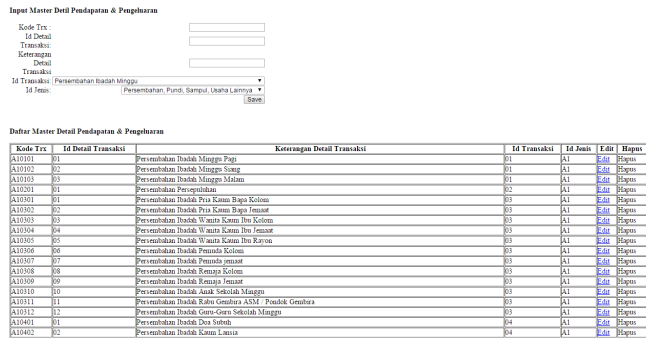 Input Master Detil Pendapatan & Pengeluaran
Kode Trx :
Id Detail
Transaksi:
Keterangan
Detail
Transaksi
Id Transaksi: Persembahan Ibadah Minggu
Id Jenis: Persembahan, Pundi, Sampul, Usaha Lainnya
Save
Daftar Master Detail Pendapatan & Pengeluaran
Kode Trx Id Detail Transaksi Keterangan Detail Transaksi Id Transaksi Id Jenis Edit Hapus
A10101 01 Persembahan Ibadah Minggu Pagi 01 A1 Edit Hapus
A10102 02 Persembahan Ibadah Minggu Siang 01 A1 Edit Hapus
A10103 03 Persembahan Ibadah Minggu Malam 01 A1 Edit Hapus
A10201 01 Persembahan Persepuluhan 02 A1 Edit Hapus
A10301 01 Persembahan Ibadah Pria Kaum Bapa Kolom 03 A1 Edit Hapus
A10302 02 Persembahan Ibadah Pria Kaum Bapa Jemaat 03 A1 Edit Hapus
A10303 03 Persembahan Ibadah Wanita Kaum Ibu Kolom 03 A1 Edit Hapus
A10304 04 Persembahan Ibadah Wanita Kaum Ibu Jemaat 03 A1 Edit Hapus
A10305 05 Persembahan Ibadah Wanita Kaum Ibu Rayon 03 A1 Edit Hapus
A10306 06 Persembahan Ibadah Pemuda Kolom 03 A1 Edit Hapus
A10307 07 Persembahan Ibadah Pemuda jemaat 03 A1 Edit Hapus
A10308 08 Persembahan Ibadah Remaja Kolom 03 A1 Edit Hapus
A10309 09 Persembahan Ibadah Remaja Jemaat 03 A1 Edit Hapus
A10310 10 Persembahan Ibadah Anak Sekolah Minggu 03 A1 Edit Hapus
A10311 11 Persembahan Ibadah Rabu Gembira ASM / Pondok Gembira 03 A1 Edit Hapus
A10312 12 Persembahan Ibadah Guru-Guru Sekolah Minggu 03 A1 Edit Hapus
A10401 01 Persembahan Ibadah Doa Subuh 04 A1 Edit Hapus
A10402 02 Persembahan Ibadah Kaum Lansia 04 A1 Edit Hapus